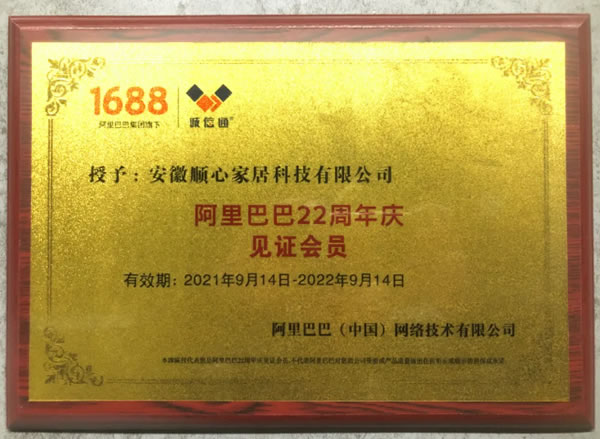 1688
阿里巴巴集团旗下
诚信通®
授予：安徽顺心家居科技有限公司
阿里巴巴22周年庆
见证会员
有效期：2021年9月14日-2022年9月14日
阿里巴巴（中国）网络技术有限公司